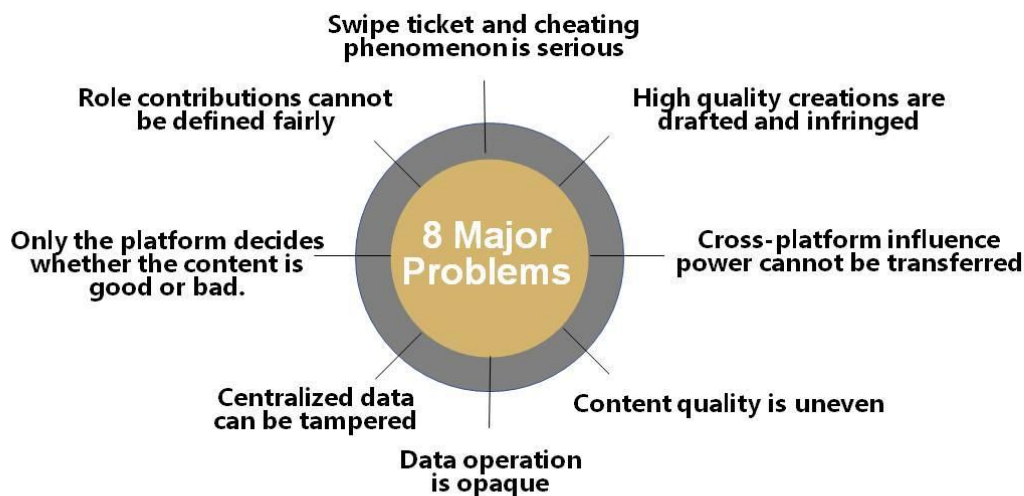 Swipe ticket and cheating
phenomenon is serious
Role contributions cannot
be defined fairly
High quality creations are
drafted and infringed
Only the platform decides
whether the content is
good or bad.
8 Major
Problems
Cross-platform influence
power cannot be transferred
Centralized data
can be tampered
Content quality is uneven
Data operation
is opaque